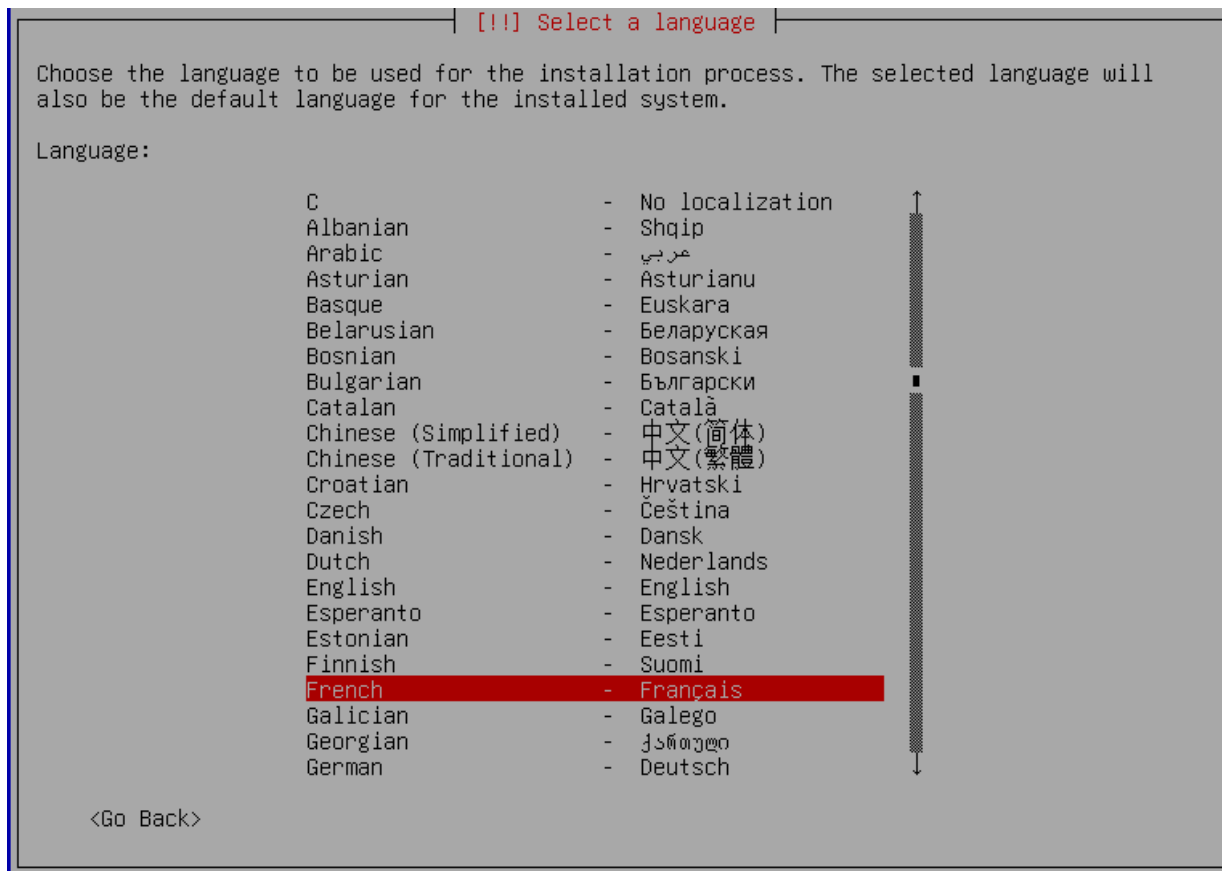 [!!] Select a language
Choose the language to be used for the installation process. The selected language will
also be the default language for the installed system.
Language:
C - No localization
Albanian - Shqip
Arabic - عربي
Asturian - Asturianu
Basque - Euskara
Belarusian - Беларуская
Bosnian - Bosanski
Bulgarian - Български
Catalan - Català
Chinese (Simplified) - 中文(简体)
Chinese (Traditional) - 中文(繁體)
Croatian - Hrvatski
Czech - Čeština
Danish - Dansk
Dutch - Nederlands
English - English
Esperanto - Esperanto
Estonian - Eesti
Finnish - Suomi
French - Français
Galician - Galego
Georgian - ქართული
German - Deutsch
<Go Back>